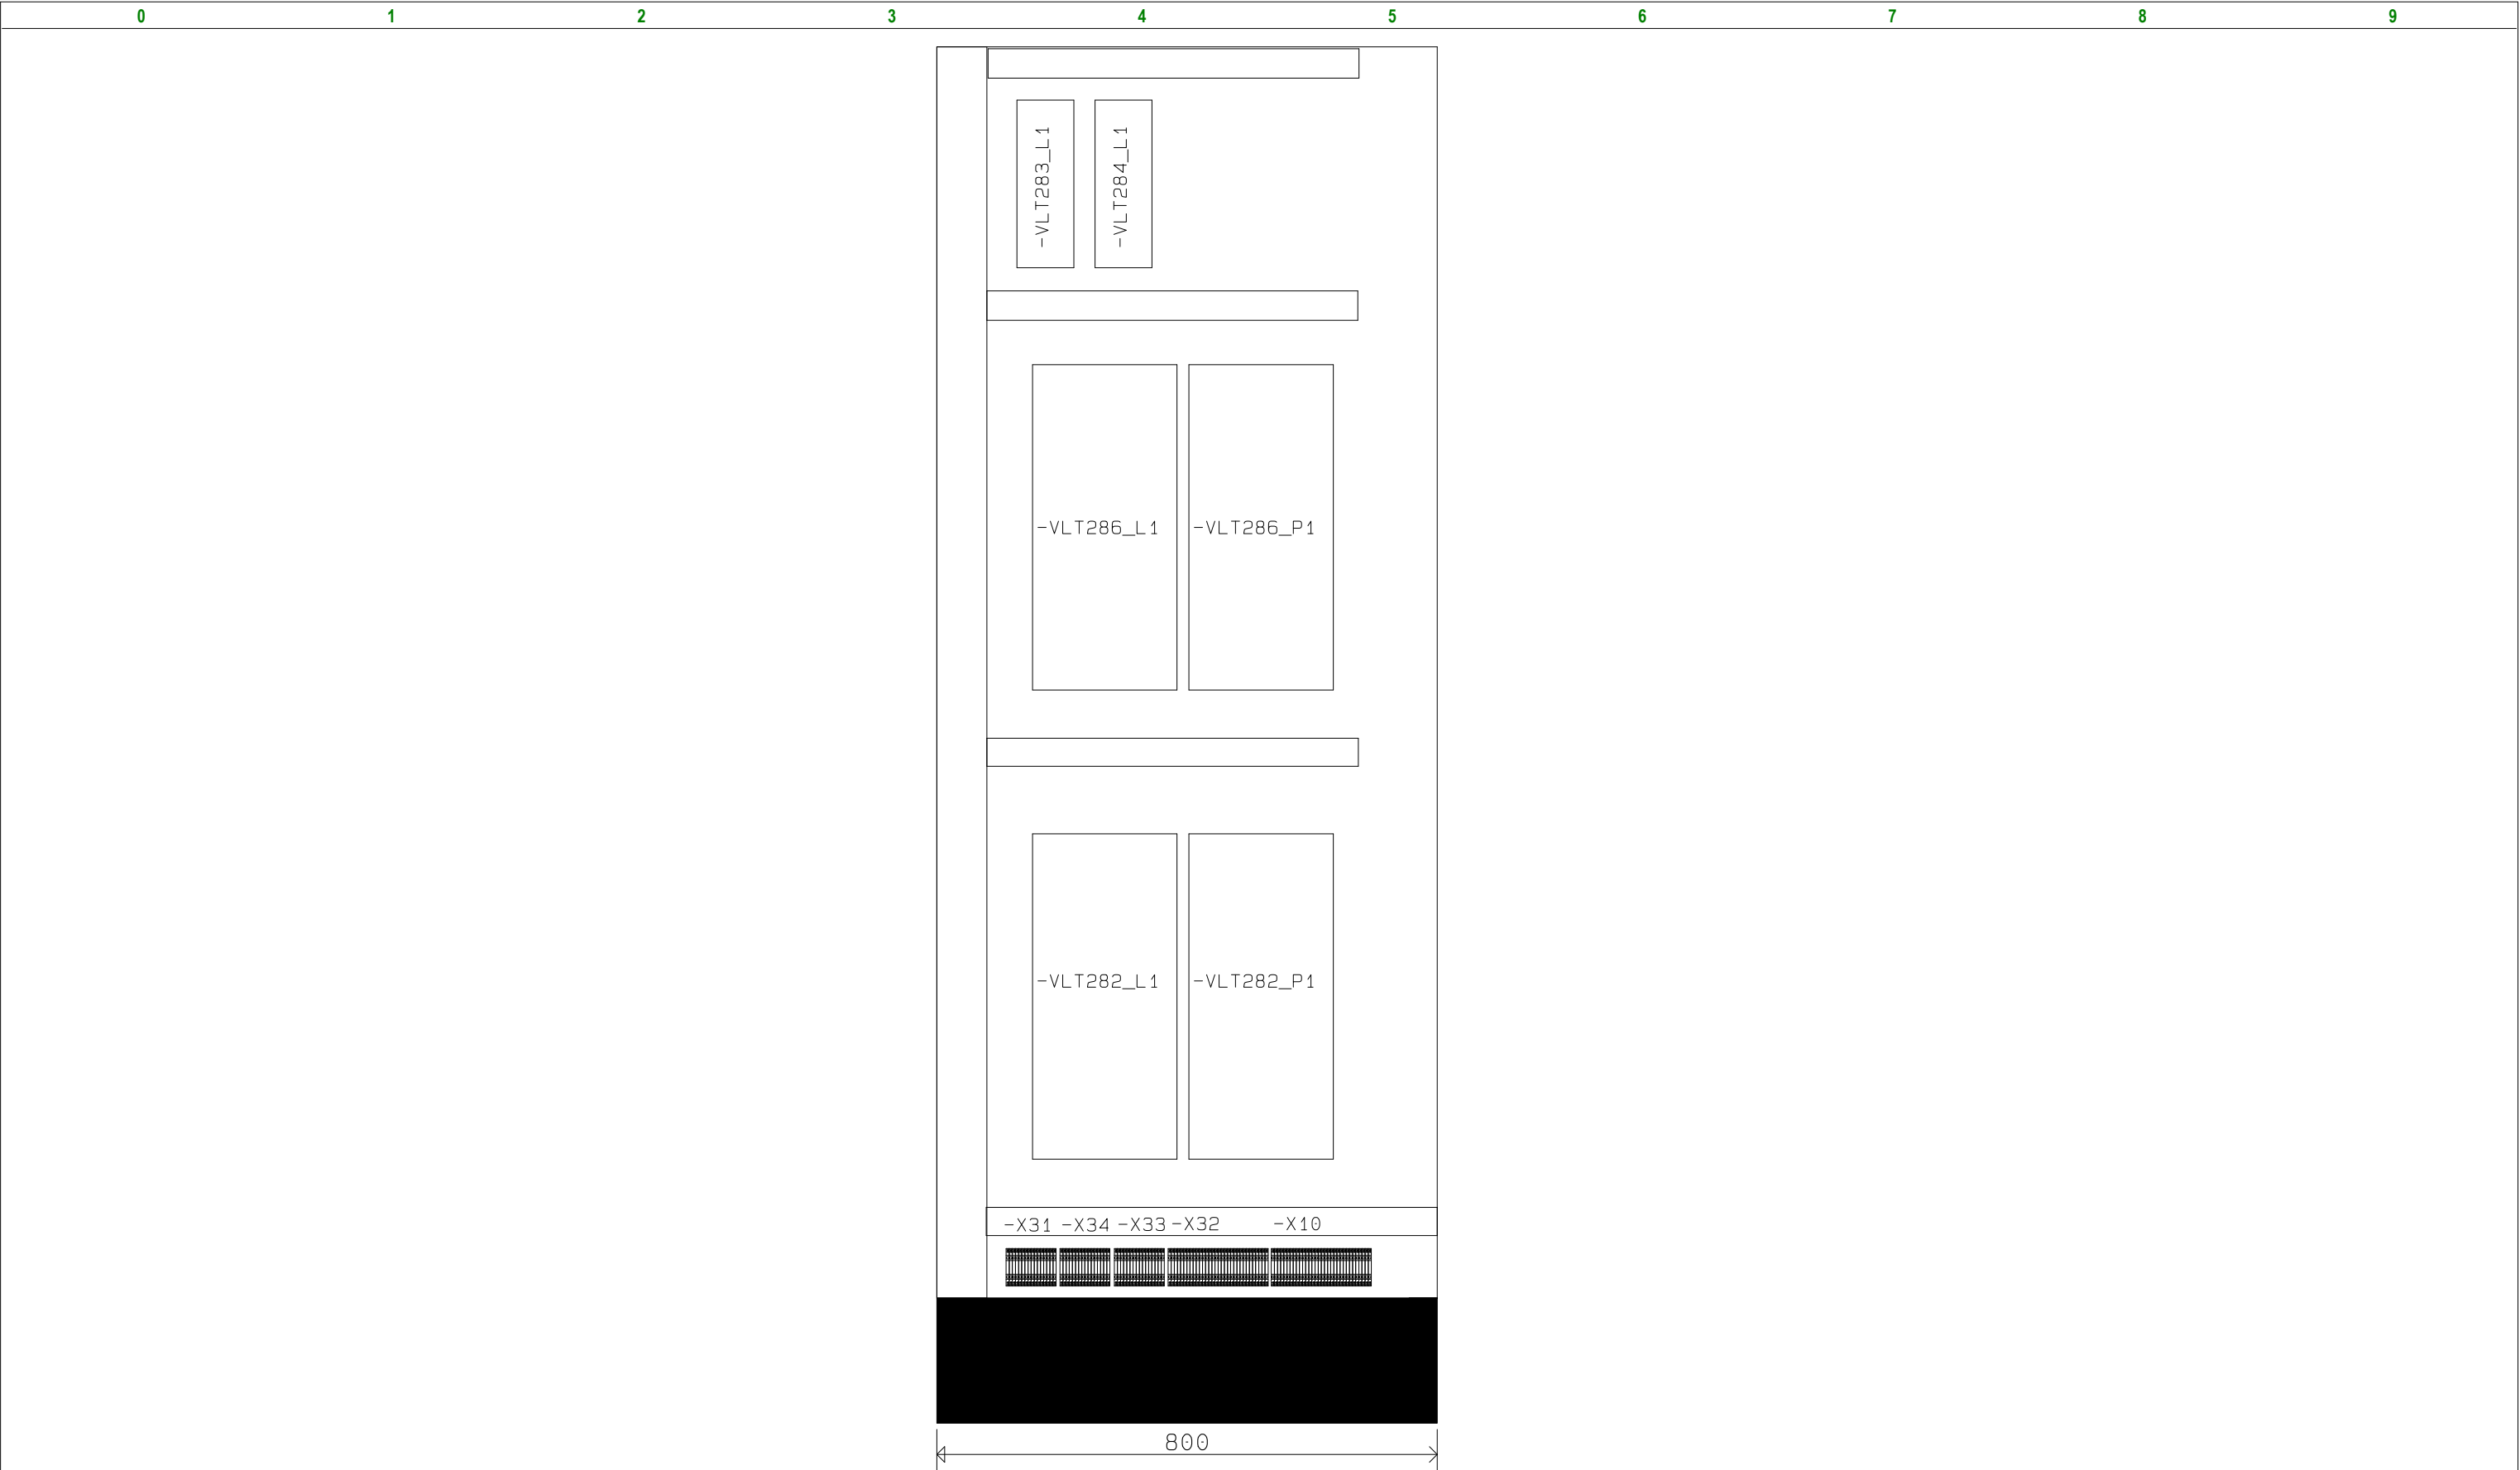 0 1 2 3 4 5 6 7 8 9
-VLT283_L1
-VLT284_L1
-VLT286_L1 -VLT286_P1
-VLT282_L1 -VLT282_P1
-X31 -X34 -X33 -X32 -X10
800